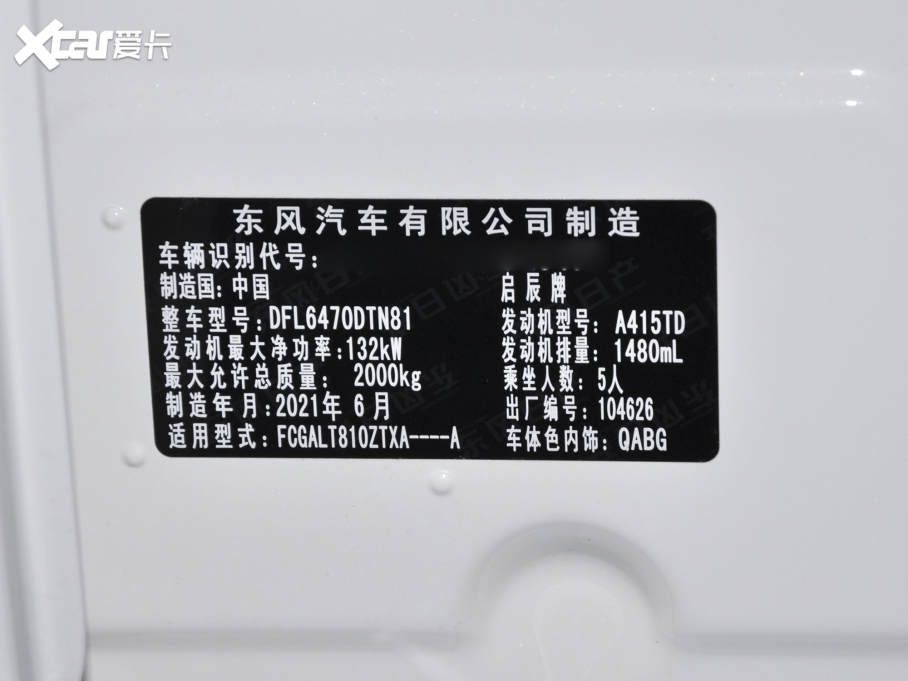 Xcar爱卡
东风汽车有限公司制造
车辆识别代号：
制造国：中国 启辰牌
整车型号：DFL6470DTN81 发动机型号：A415TD
发动机最大净功率：132kW 发动机排量：1480mL
最大允许总质量：2000kg 乘坐人数：5人
制造年月：2021年6月 出厂编号：104626
适用型式：FCGALT810ZTXA----A 车体色内饰：QABG